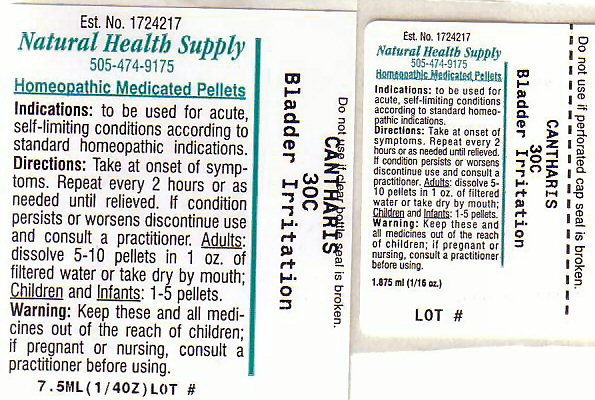 Est. No. 1724217
Natural Health Supply
505-474-9175
Homeopathic Medicated Pellets
Indications: to be used for acute,
self-limiting conditions according to
standard homeopathic indications.
Directions: Take at onset of symp-
toms. Repeat every 2 hours or as
needed until relieved. If condition
persists or worsens discontinue use
and consult a practitioner. Adults:
dissolve 5-10 pellets in 1 oz. of
filtered water or take dry by mouth;
Children and Infants: 1-5 pellets.
Warning: Keep these and all medi-
cines out of the reach of children;
if pregnant or nursing, consult a
practitioner before using.
7.5ML(1/4OZ)LOT #
Do not use if clear bottle seal is broken.
CANTHARIS
30C
Bladder Irritation
Est. No. 1724217
Natural Health Supply
505-474-9175
Homeopathic Medicated Pellets
Indications: to be used for
acute, self-limiting conditions
according to standard homeo-
pathic indications.
Directions: Take at onset of
symptoms. Repeat every 2
hours or as needed until relieved.
If condition persists or worsens
discontinue use and consult a
practitioner. Adults: dissolve 5-
10 pellets in 1 oz. of filtered
water or take dry by mouth;
Children and Infants: 1-5 pellets.
Warning: Keep these and
all medicines out of the reach
of children; if pregnant or
nursing, consult a practitioner
before using.
1.875 ml (1/16 oz.)
LOT #
CANTHARIS
30C
Bladder Irritation
Do not use if perforated cap seal is broken.